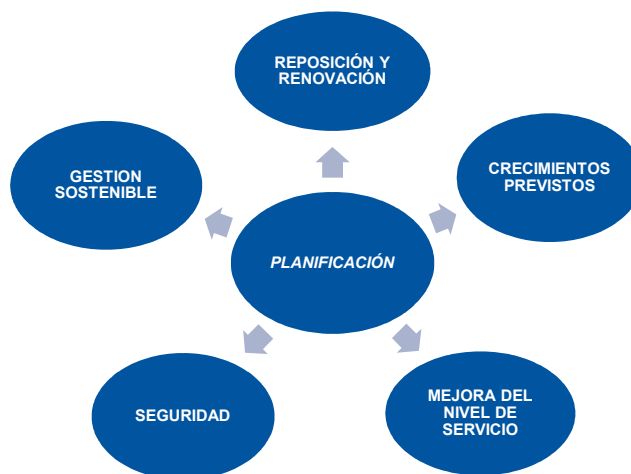 REPOSICIÓN Y
RENOVACIÓN
GESTION
SOSTENIBLE
CRECIMIENTOS
PREVISTOS
PLANIFICACIÓN
SEGURIDAD
MEJORA DEL
NIVEL DE
SERVICIO